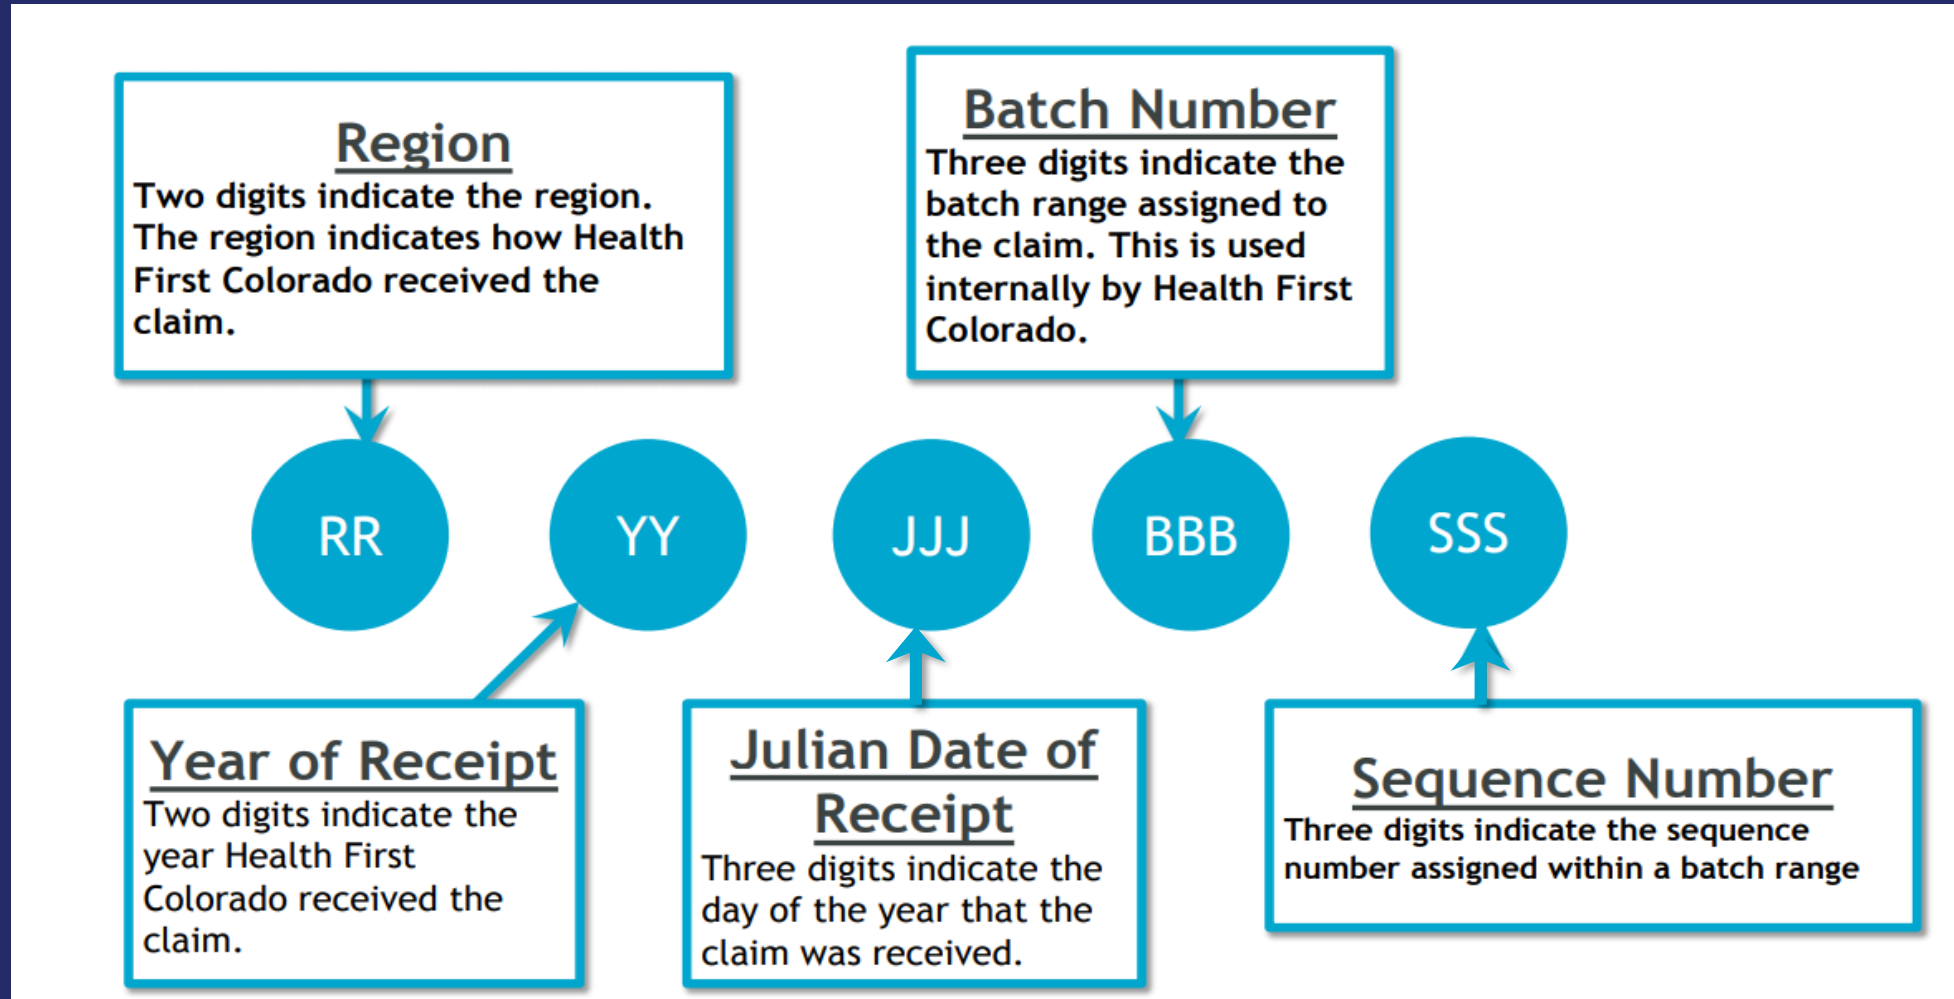 Region
Two digits indicate the region.
The region indicates how Health
First Colorado received the
claim.
Batch Number
Three digits indicate the
batch range assigned to
the claim. This is used
internally by Health First
Colorado.
RR
YY
JJJ
BBB
SSS
Year of Receipt
Two digits indicate the
year Health First
Colorado received the
claim.
Julian Date of
Receipt
Three digits indicate the
day of the year that the
claim was received.
Sequence Number
Three digits indicate the sequence
number assigned within a batch range